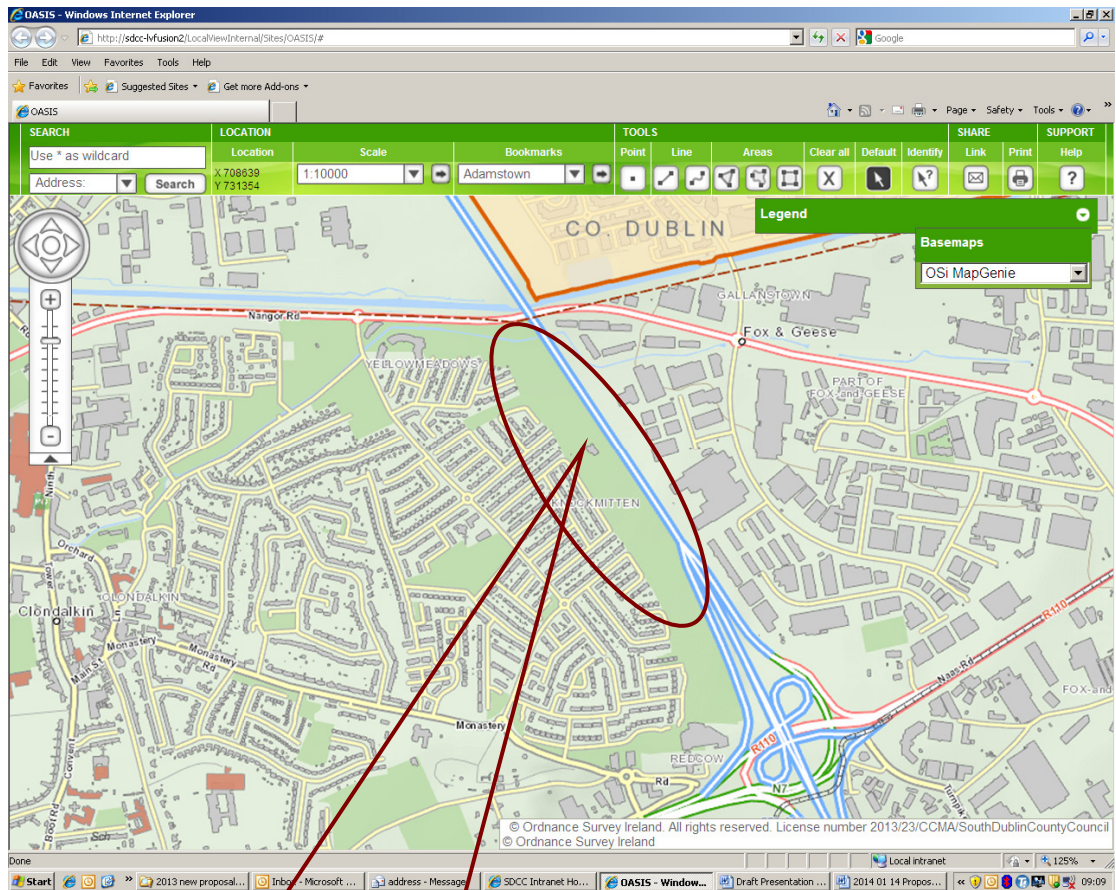 OASIS - Windows Internet Explorer
http://sdcc-lvfusion2/LocalViewInternal/Sites/OASIS/#
Google
File Edit View Favorites Tools Help
Favorites Suggested Sites Get more Add-ons
OASIS
Page Safety Tools
SEARCH LOCATION TOOLS SHARE SUPPORT
Use * as wildcard Location Scale Bookmarks Point Line Areas Clear all Default Identify Link Print Help
X 708639
Y 731354
1:10000 Adamstown
Address: Search
CO. DUBLIN
Legend
Basemaps
OSi MapGenie
GALLANSTOWN
Nangor Rd
Fox & Geese
YELLOWMEADOWS
PART OF
FOX-and-GEESE
KNOCKMITTEN
Ninth
Orchard
Tower
Ln
CLONDALKIN
Clondalkin
R110
Monastery
Monastery
Rd
Main St
Naas Rd
FOX-and
Convent
Monastery
R110
REDCOW
Rd
N7
Turnpike
Boot Rd
Sch
© Ordnance Survey Ireland. All rights reserved. License number 2013/23/CCMA/SouthDublinCountyCouncil
© Ordnance Survey Ireland
Done Local intranet 125%
Start 2013 new proposal... Inbox - Microsoft ... address - Message SDCC Intranet Ho... OASIS - Window... Draft Presentation ... 2014 01 14 Propos... 09:09